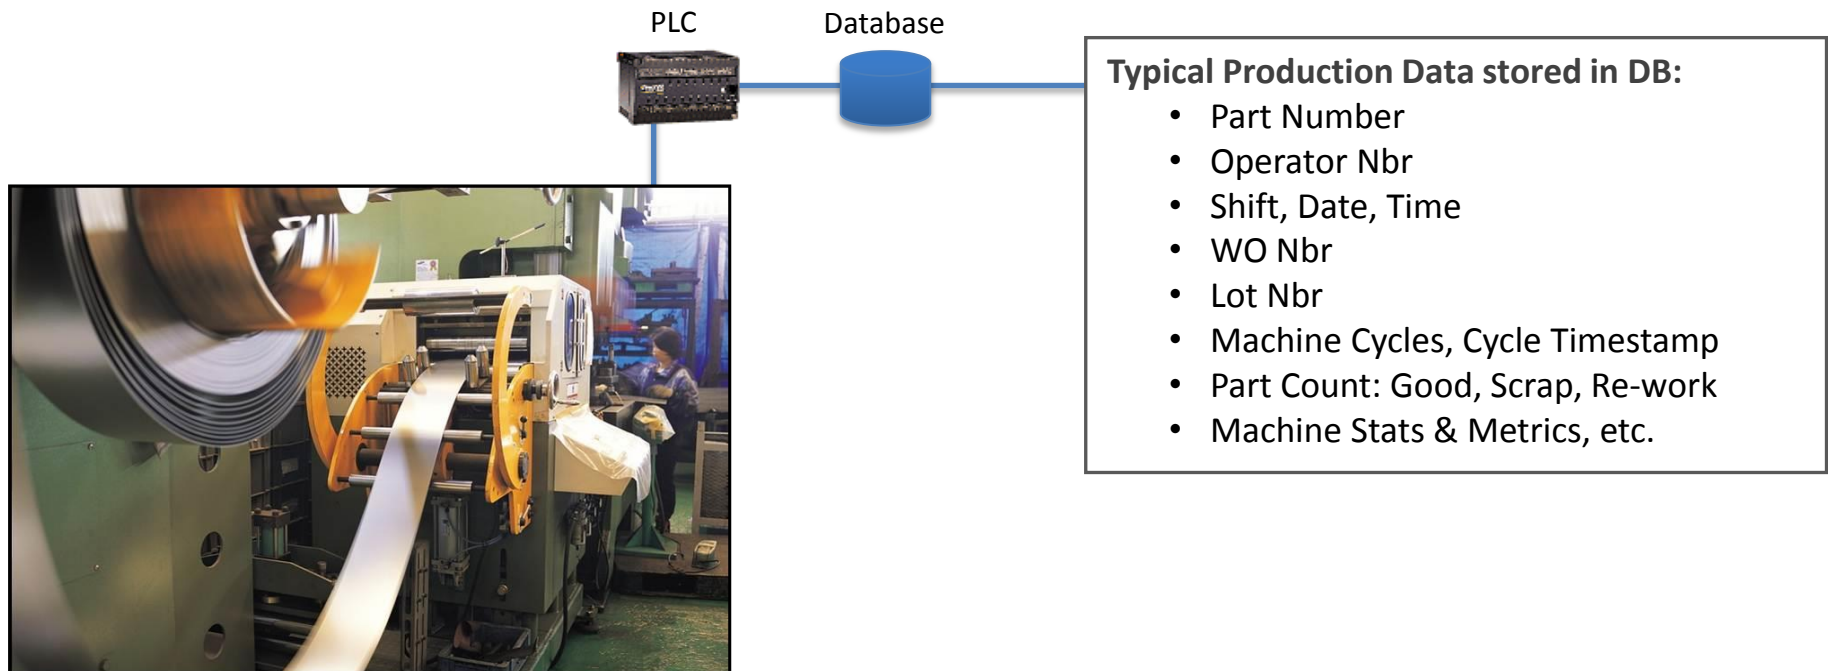 PLC
Database
Typical Production Data stored in DB:
• Part Number
• Operator Nbr
• Shift, Date, Time
• WO Nbr
• Lot Nbr
• Machine Cycles, Cycle Timestamp
• Part Count: Good, Scrap, Re-work
• Machine Stats & Metrics, etc.